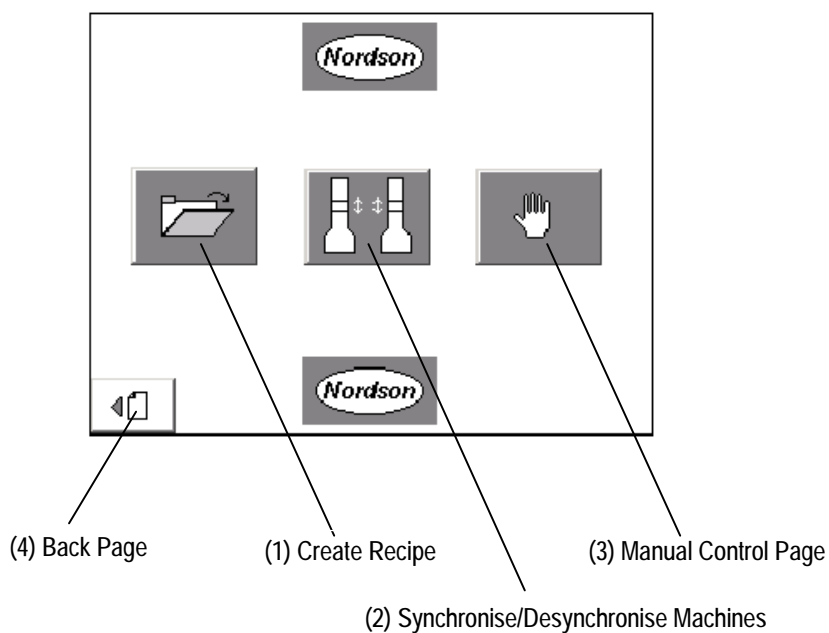 Nordson
Nordson
(4) Back Page
(1) Create Recipe
(3) Manual Control Page
(2) Synchronise/Desynchronise Machines